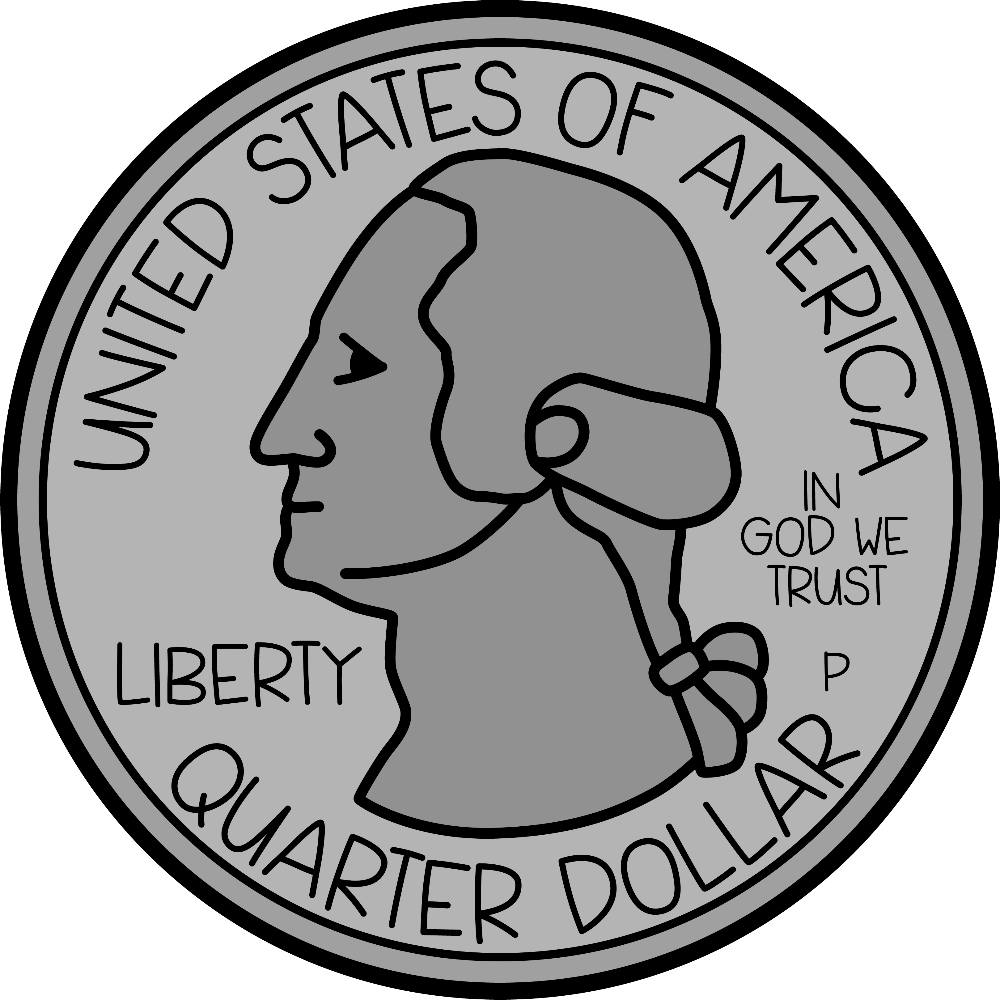 UNITED STATES OF AMERICA
IN
GOD WE
TRUST
LIBERTY
P
QUARTER DOLLAR